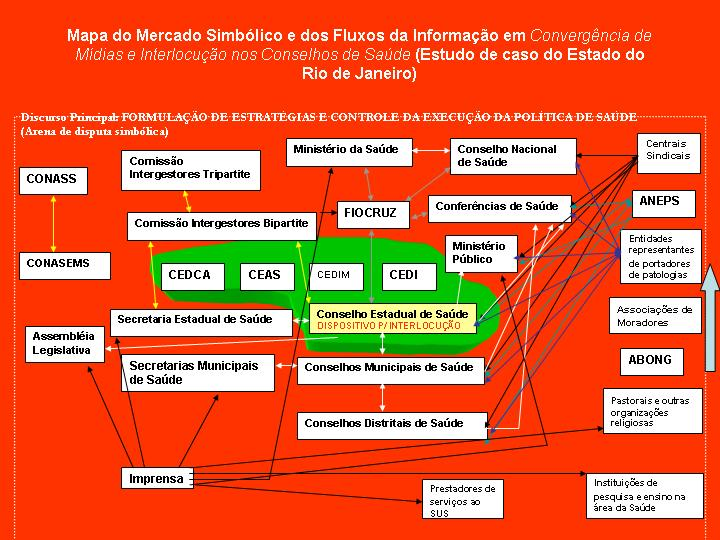 Mapa do Mercado Simbólico e dos Fluxos da Informação em Convergência de
Mídias e Interlocução nos Conselhos de Saúde (Estudo de caso do Estado do
Rio de Janeiro)
Discurso Principal: FORMULAÇÃO DE ESTRATÉGIAS E CONTROLE DA EXECUÇÃO DA POLÍTICA DE SAÚDE
(Arena de disputa simbólica)
Ministério da Saúde
Conselho Nacional
de Saúde
Centrais
Sindicais
Comissão
Intergestores Tripartite
CONASS
ANEPS
FIOCRUZ
Conferências de Saúde
Comissão Intergestores Bipartite
Entidades
representantes
de portadores
de patologias
Ministério
Público
CONASEMS
CEDCA
CEAS
CEDIM
CEDI
Secretaria Estadual de Saúde
Conselho Estadual de Saúde
DISPOSITIVO P/ INTERLOCUÇÃO
Associações de
Moradores
Assembléia
Legislativa
Secretarias Municipais
de Saúde
Conselhos Municipais de Saúde
ABONG
Pastorais e outras
organizações
religiosas
Conselhos Distritais de Saúde
Imprensa
Prestadores de
serviços ao
SUS
Instituições de
pesquisa e ensino na
área da Saúde